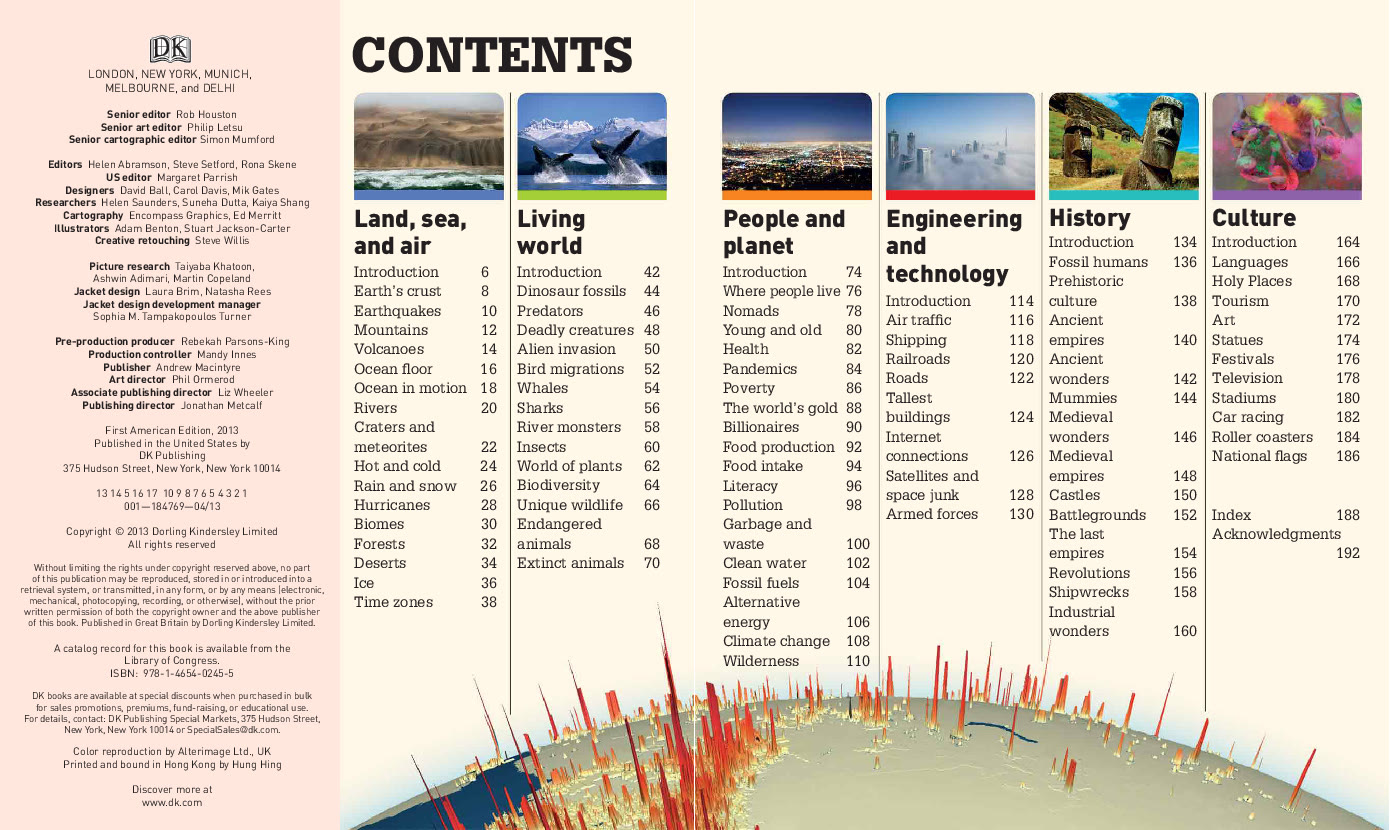 DK
LONDON, NEW YORK, MUNICH,
MELBOURNE, and DELHI
Senior editor Rob Houston
Senior art editor Philip Letsu
Senior cartographic editor Simon Mumford
Editors Helen Abramson, Steve Setford, Rona Skene
US editor Margaret Parrish
Designers David Ball, Carol Davis, Mik Gates
Researchers Helen Saunders, Suneha Dutta, Kaiya Shang
Cartography Encompass Graphics, Ed Merritt
Illustrators Adam Benton, Stuart Jackson-Carter
Creative retouching Steve Willis
Picture research Taiyaba Khatoon,
Ashwin Adimari, Martin Copeland
Jacket design Laura Brim, Natasha Rees
Jacket design development manager
Sophia M. Tampakopoulos Turner
Pre-production producer Rebekah Parsons-King
Production controller Mandy Innes
Publisher Andrew Macintyre
Art director Phil Ormerod
Associate publishing director Liz Wheeler
Publishing director Jonathan Metcalf
First American Edition, 2013
Published in the United States by
DK Publishing
375 Hudson Street, New York, New York 10014
13 14 5 16 17 10 9 8 7 6 5 4 3 2 1
001—184769—04/13
Copyright © 2013 Dorling Kindersley Limited
All rights reserved
Without limiting the rights under copyright reserved above, no part
of this publication may be reproduced, stored in or introduced into a
retrieval system, or transmitted, in any form, or by any means (electronic,
mechanical, photocopying, recording, or otherwise), without the prior
written permission of both the copyright owner and the above publisher
of this book. Published in Great Britain by Dorling Kindersley Limited.
A catalog record for this book is available from the
Library of Congress.
ISBN: 978-1-4654-0245-5
DK books are available at special discounts when purchased in bulk
for sales promotions, premiums, fund-raising, or educational use.
For details, contact: DK Publishing Special Markets, 375 Hudson Street,
New York, New York 10014 or SpecialSales@dk.com.
Color reproduction by Alterimage Ltd., UK
Printed and bound in Hong Kong by Hung Hing
Discover more at
www.dk.com
CONTENTS
Land, sea,
and air
Introduction 6
Earth's crust 8
Earthquakes 10
Mountains 12
Volcanoes 14
Ocean floor 16
Ocean in motion 18
Rivers 20
Craters and
meteorites 22
Hot and cold 24
Rain and snow 26
Hurricanes 28
Biomes 30
Forests 32
Deserts 34
Ice 36
Time zones 38
Living
world
Introduction 42
Dinosaur fossils 44
Predators 46
Deadly creatures 48
Alien invasion 50
Bird migrations 52
Whales 54
Sharks 56
River monsters 58
Insects 60
World of plants 62
Biodiversity 64
Unique wildlife 66
Endangered
animals 68
Extinct animals 70
People and
planet
Introduction 74
Where people live 76
Nomads 78
Young and old 80
Health 82
Pandemics 84
Poverty 86
The world's gold 88
Billionaires 90
Food production 92
Food intake 94
Literacy 96
Pollution 98
Garbage and
waste 100
Clean water 102
Fossil fuels 104
Alternative
energy 106
Climate change 108
Wilderness 110
Engineering
and
technology
Introduction 114
Air traffic 116
Shipping 118
Railroads 120
Roads 122
Tallest
buildings 124
Internet
connections 126
Satellites and
space junk 128
Armed forces 130
History
Introduction 134
Fossil humans 136
Prehistoric
culture 138
Ancient
empires 140
Ancient
wonders 142
Mummies 144
Medieval
wonders 146
Medieval
empires 148
Castles 150
Battlegrounds 152
The last
empires 154
Revolutions 156
Shipwrecks 158
Industrial
wonders 160
Culture
Introduction 164
Languages 166
Holy Places 168
Tourism 170
Art 172
Statues 174
Festivals 176
Television 178
Stadiums 180
Car racing 182
Roller coasters 184
National flags 186
Index 188
Acknowledgments
192